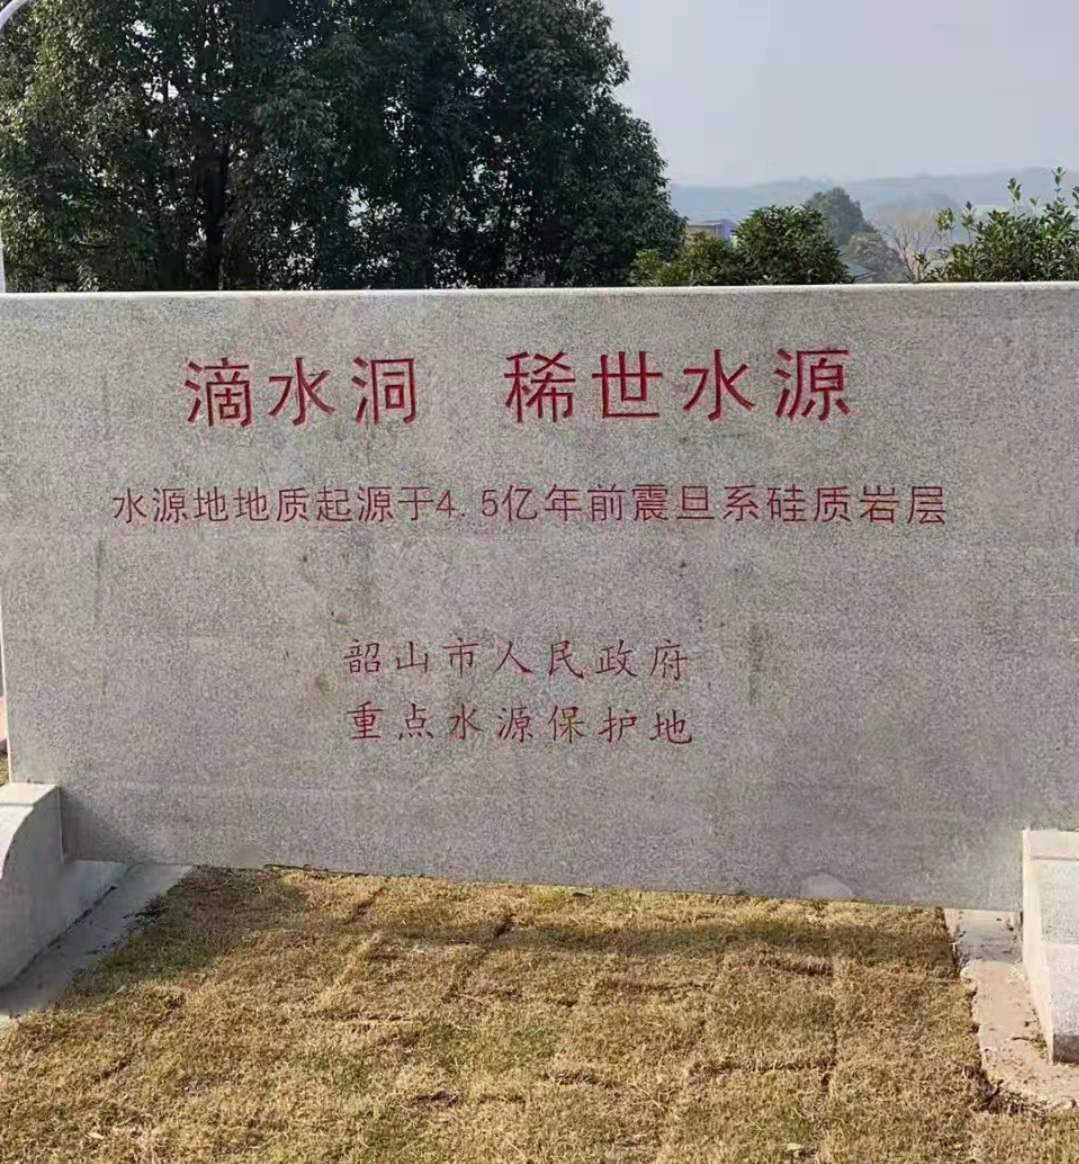 滴水洞 稀世水源
水源地地质起源于4.5亿年前震旦系硅质岩层
韶山市人民政府
重点水源保护地